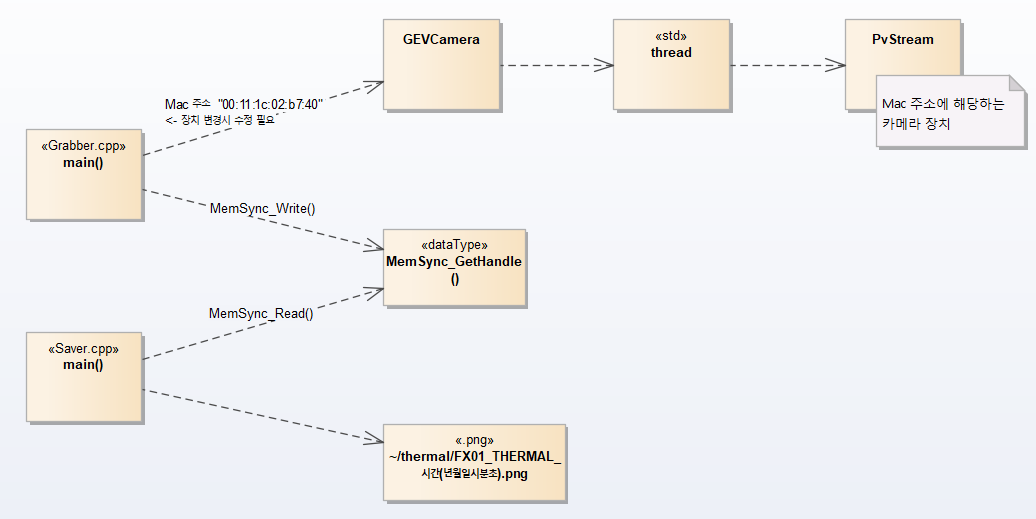 GEVCamera
«std»
thread
PvStream
Mac 주소에 해당하는
카메라 장치
Mac 주소 "00:11:1c:02:b7:40"
<- 장치 변경시 수정 필요
«Grabber.cpp»
main()
MemSync_Write()
«dataType»
MemSync_GetHandle
()
MemSync_Read()
«Saver.cpp»
main()
«.png»
~/thermal/FX01_THERMAL_
시간(년월일시분초).png